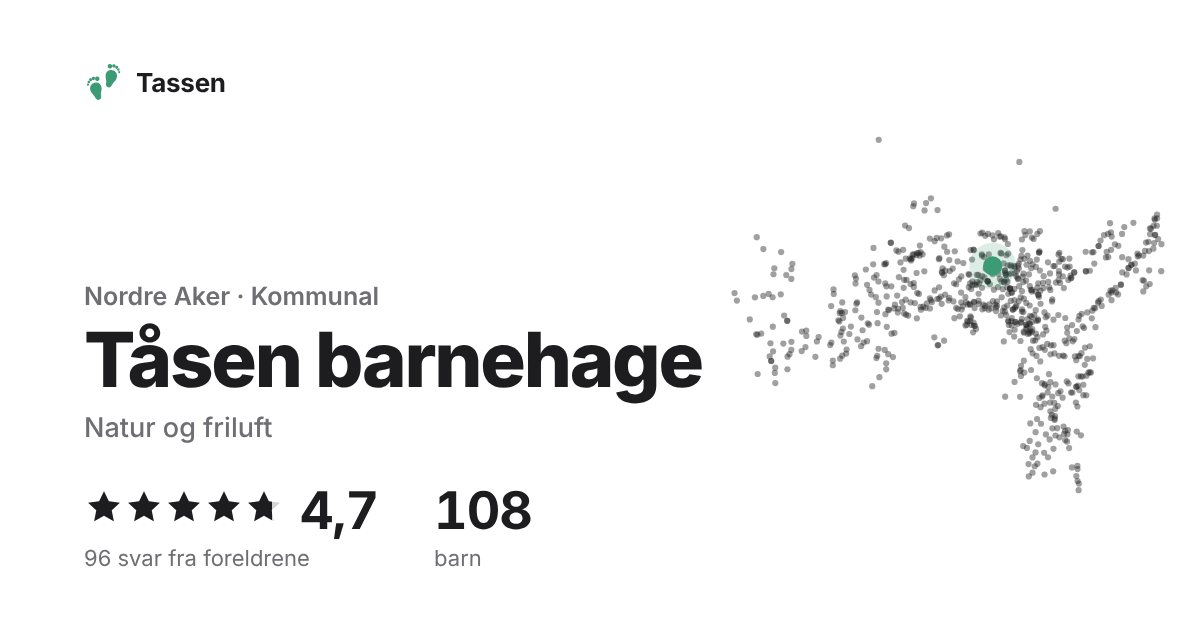 Tassen
Nordre Aker · Kommunal
Tåsen barnehage
Natur og friluft
4,7
96 svar fra foreldrene
108
barn